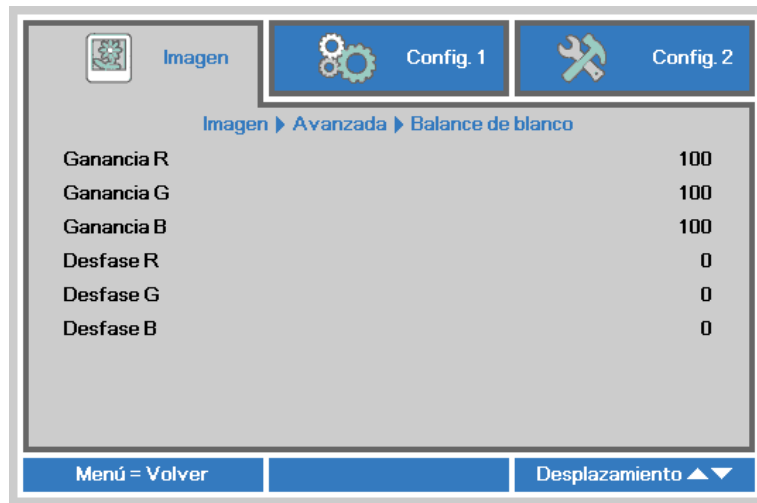 Imagen Config. 1 Config. 2
Imagen ▶ Avanzada ▶ Balance de blanco
Ganancia R 100
Ganancia G 100
Ganancia B 100
Desfase R 0
Desfase G 0
Desfase B 0
Menú = Volver Desplazamiento ▲▼